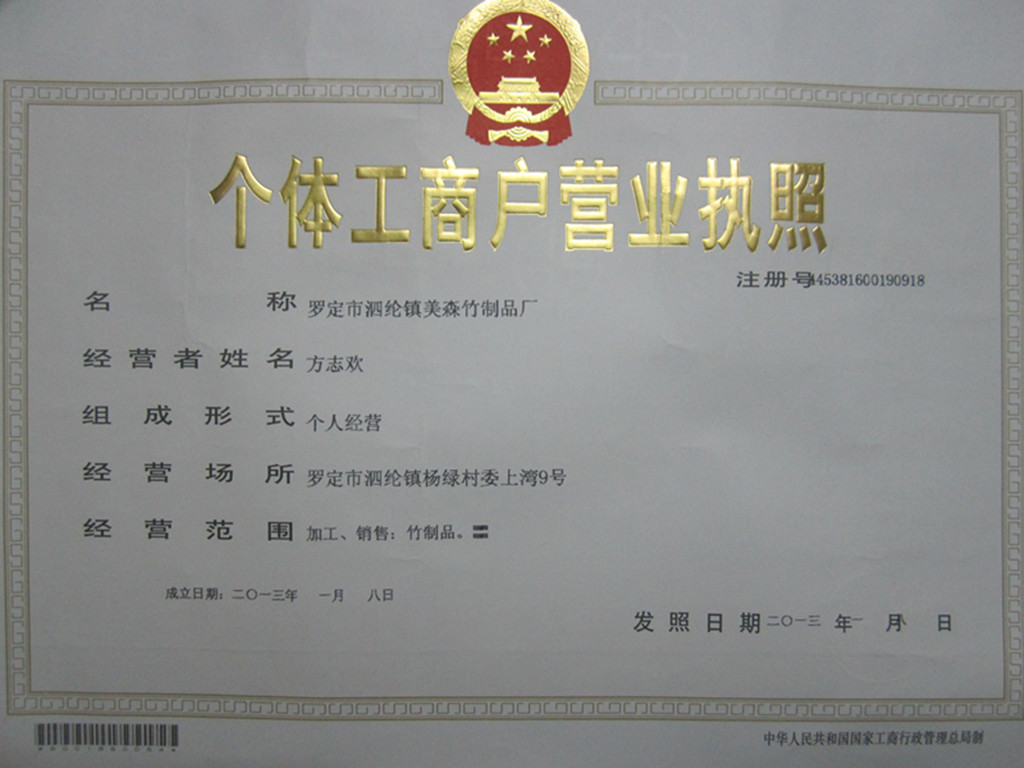 个体工商户营业执照
注册号445381600190918
名称 罗定市泗纶镇美森竹制品厂
经营者姓名 方志欢
组成形式 个人经营
经营场所 罗定市泗纶镇杨绿村委上湾9号
经营范围 加工、销售：竹制品。〓
成立日期：二〇一三年 一月 八日
发照日期 二〇一三 年一 月八 日
中华人民共和国国家工商行政管理总局制